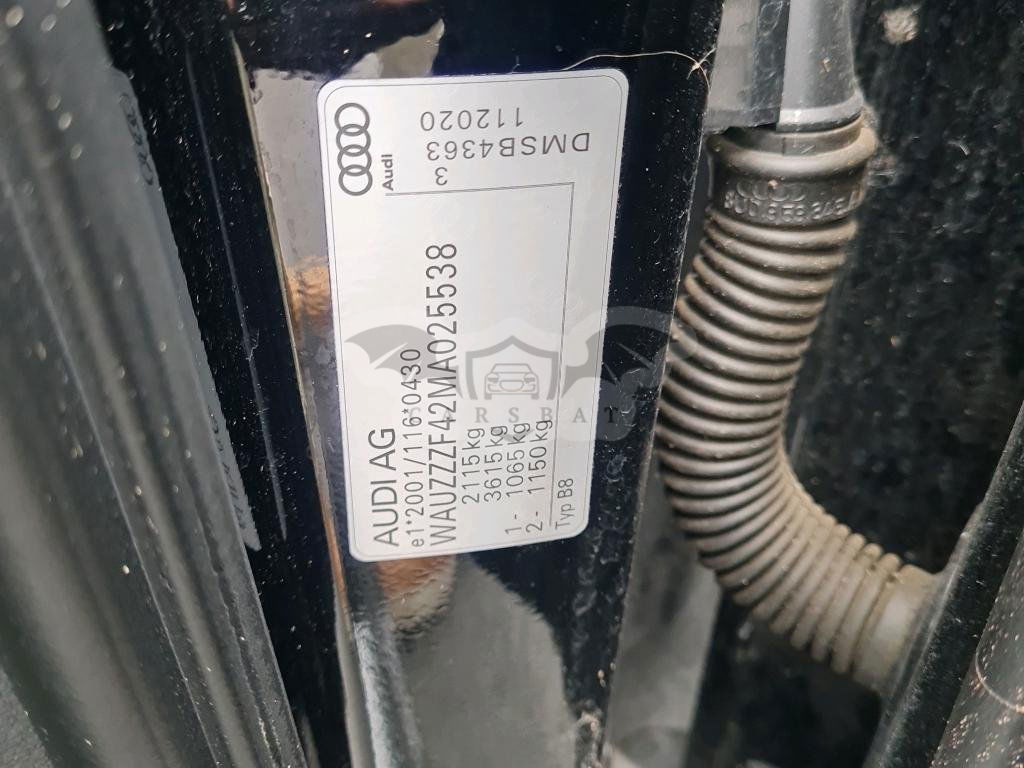 Audi
AUDI AG
e1*2001/116*0430
WAUZZZF42MA025538
2115 kg
3615 kg
1- 1065 kg
2- 1150 kg
Typ B8
3
DMSB4363
112020
CARSBAT